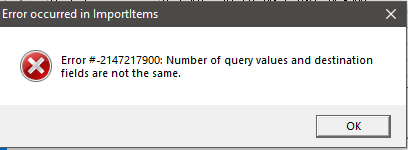 Error occurred in ImportItems
Error #-2147217900: Number of query values and destination
fields are not the same.
OK